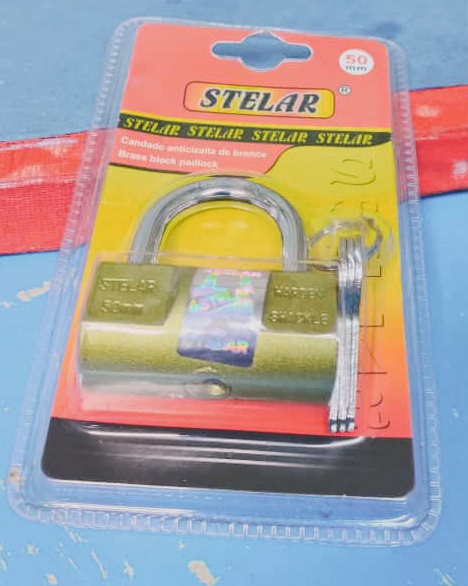 50
mm
STELAR®
STELAR STELAR STELAR STELAR
Candado anticizalla de bronce
Brass block padlock
STELAR
50mm
HARDEN
SHACKLE
STELAR